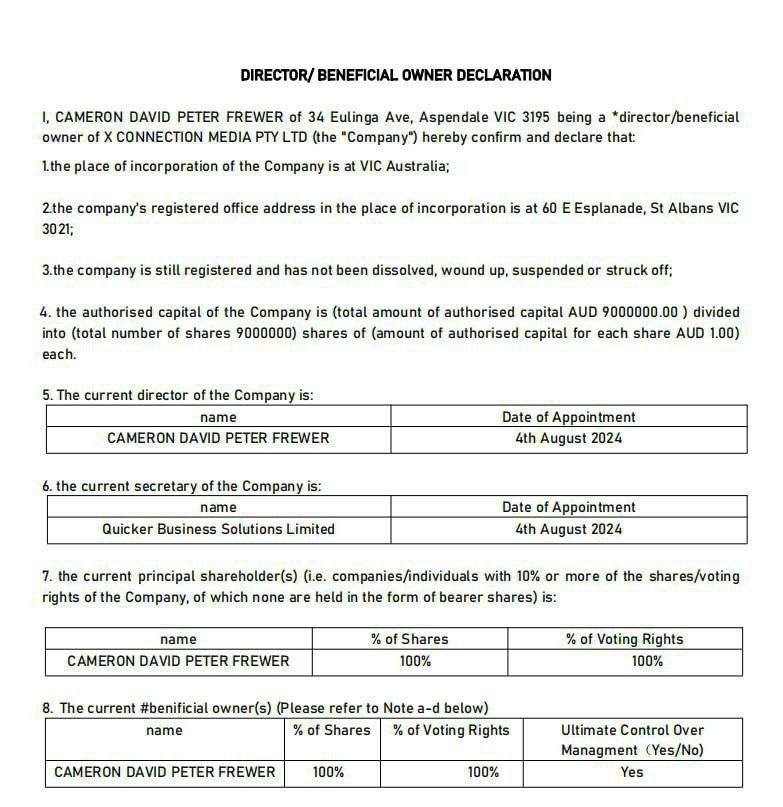 DIRECTOR/ BENEFICIAL OWNER DECLARATION
I, CAMERON DAVID PETER FREWER of 34 Eulinga Ave, Aspendale VIC 3195 being a *director/beneficial
owner of X CONNECTION MEDIA PTY LTD (the "Company") hereby confirm and declare that:
1.the place of incorporation of the Company is at VIC Australia;
2.the company's registered office address in the place of incorporation is at 60 E Esplanade, St Albans VIC
3021;
3.the company is still registered and has not been dissolved, wound up, suspended or struck off;
4. the authorised capital of the Company is (total amount of authorised capital AUD 9000000.00 ) divided
into (total number of shares 9000000) shares of (amount of authorised capital for each share AUD 1.00)
each.
5. The current director of the Company is:
name Date of Appointment
CAMERON DAVID PETER FREWER 4th August 2024
6. the current secretary of the Company is:
name Date of Appointment
Quicker Business Solutions Limited 4th August 2024
7. the current principal shareholder(s) (i.e. companies/individuals with 10% or more of the shares/voting
rights of the Company, of which none are held in the form of bearer shares) is:
name % of Shares % of Voting Rights
CAMERON DAVID PETER FREWER 100% 100%
8. The current #benificial owner(s) (Please refer to Note a-d below)
name % of Shares % of Voting Rights Ultimate Control Over
Managment（Yes/No)
CAMERON DAVID PETER FREWER 100% 100% Yes